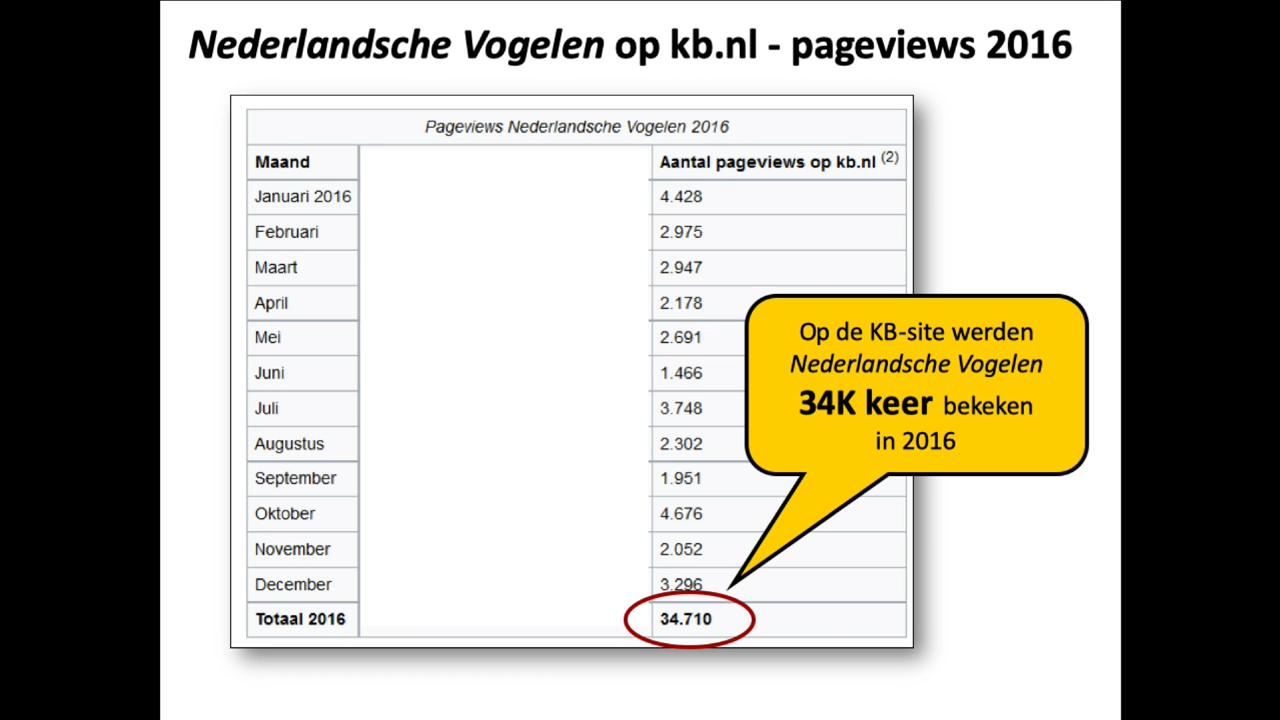 Nederlandsche Vogelen op kb.nl - pageviews 2016
Pageviews Nederlandsche Vogelen 2016
Maand Aantal pageviews op kb.nl (2)
Januari 2016 4.428
Februari 2.975
Maart 2.947
April 2.178
Mei 2.691
Juni 1.466
Juli 3.748
Augustus 2.302
September 1.951
Oktober 4.676
November 2.052
December 3.296
Totaal 2016 34.710
Op de KB-site werden
Nederlandsche Vogelen
34K keer bekeken
in 2016